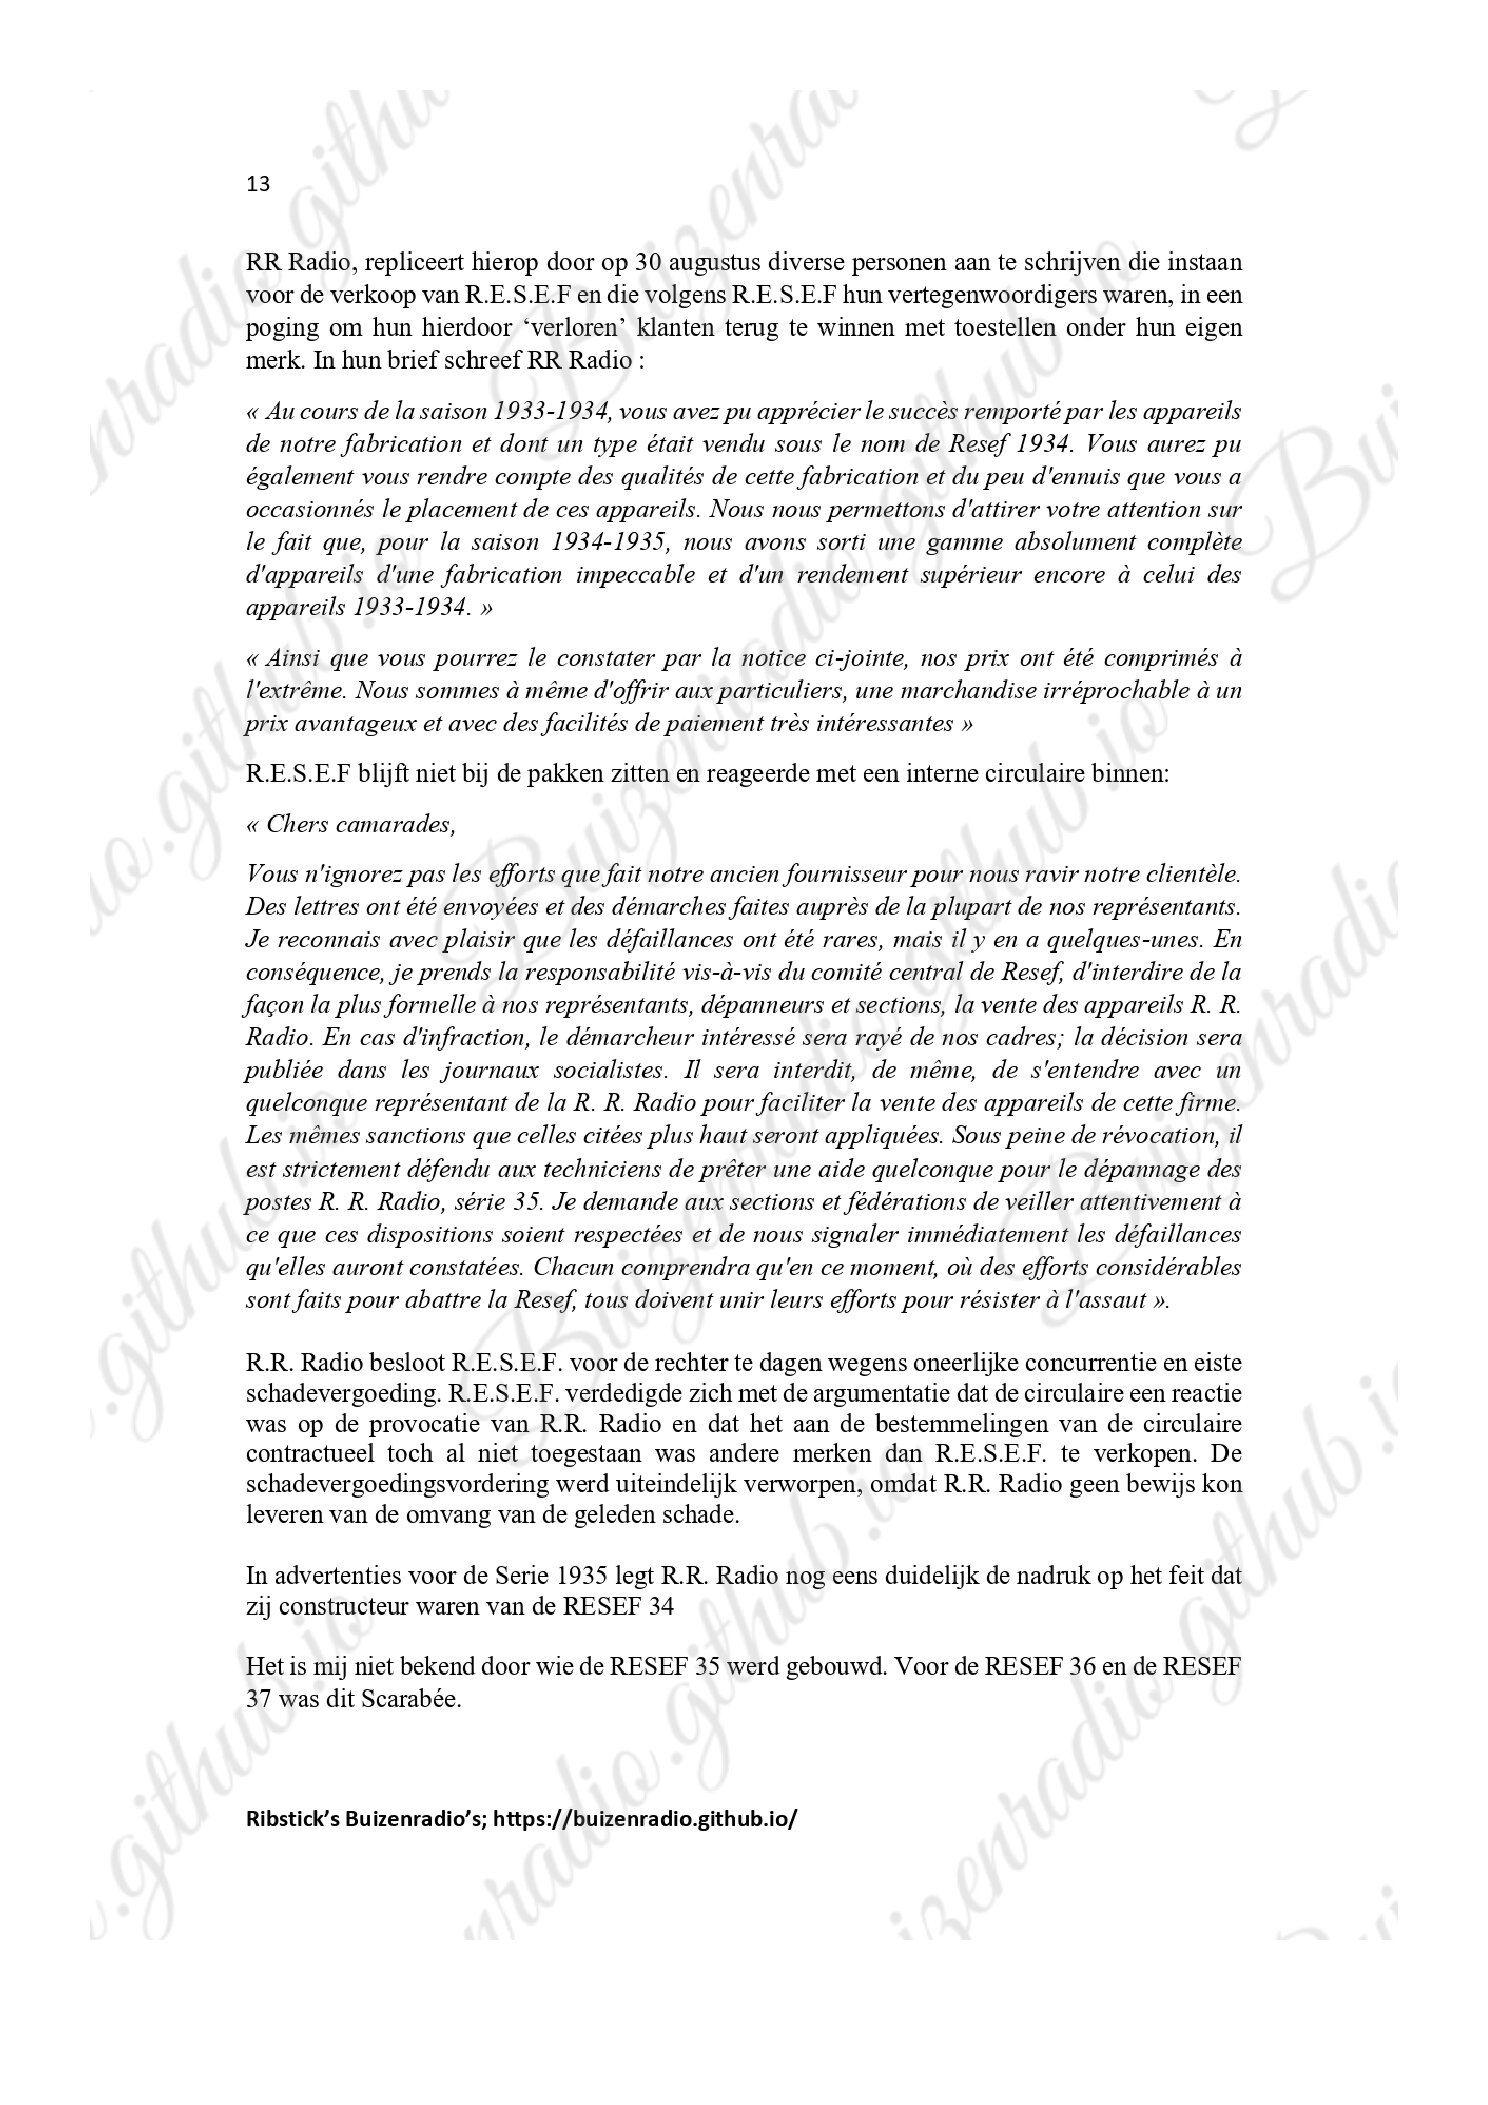 13
RR Radio, repliceert hierop door op 30 augustus diverse personen aan te schrijven die instaan
voor de verkoop van R.E.S.E.F en die volgens R.E.S.E.F hun vertegenwoordigers waren, in een
poging om hun hierdoor ‘verloren’ klanten terug te winnen met toestellen onder hun eigen
merk. In hun brief schreef RR Radio :
« Au cours de la saison 1933-1934, vous avez pu apprécier le succès remporté par les appareils
de notre fabrication et dont un type était vendu sous le nom de Resef 1934. Vous aurez pu
également vous rendre compte des qualités de cette fabrication et du peu d'ennuis que vous a
occasionnés le placement de ces appareils. Nous nous permettons d'attirer votre attention sur
le fait que, pour la saison 1934-1935, nous avons sorti une gamme absolument complète
d'appareils d'une fabrication impeccable et d'un rendement supérieur encore à celui des
appareils 1933-1934. »
« Ainsi que vous pourrez le constater par la notice ci-jointe, nos prix ont été comprimés à
l'extrême. Nous sommes à même d'offrir aux particuliers, une marchandise irréprochable à un
prix avantageux et avec des facilités de paiement très intéressantes »
R.E.S.E.F blijft niet bij de pakken zitten en reageerde met een interne circulaire binnen:
« Chers camarades,
Vous n'ignorez pas les efforts que fait notre ancien fournisseur pour nous ravir notre clientèle.
Des lettres ont été envoyées et des démarches faites auprès de la plupart de nos représentants.
Je reconnais avec plaisir que les défaillances ont été rares, mais il y en a quelques-unes. En
conséquence, je prends la responsabilité vis-à-vis du comité central de Resef, d'interdire de la
façon la plus formelle à nos représentants, dépanneurs et sections, la vente des appareils R. R.
Radio. En cas d'infraction, le démarcheur intéressé sera rayé de nos cadres; la décision sera
publiée dans les journaux socialistes. Il sera interdit, de même, de s'entendre avec un
quelconque représentant de la R. R. Radio pour faciliter la vente des appareils de cette firme.
Les mêmes sanctions que celles citées plus haut seront appliquées. Sous peine de révocation, il
est strictement défendu aux techniciens de prêter une aide quelconque pour le dépannage des
postes R. R. Radio, série 35. Je demande aux sections et fédérations de veiller attentivement à
ce que ces dispositions soient respectées et de nous signaler immédiatement les défaillances
qu'elles auront constatées. Chacun comprendra qu'en ce moment, où des efforts considérables
sont faits pour abattre la Resef, tous doivent unir leurs efforts pour résister à l'assaut ».
R.R. Radio besloot R.E.S.E.F. voor de rechter te dagen wegens oneerlijke concurrentie en eiste
schadevergoeding. R.E.S.E.F. verdedigde zich met de argumentatie dat de circulaire een reactie
was op de provocatie van R.R. Radio en dat het aan de bestemmelingen van de circulaire
contractueel toch al niet toegestaan was andere merken dan R.E.S.E.F. te verkopen. De
schadevergoedingsvordering werd uiteindelijk verworpen, omdat R.R. Radio geen bewijs kon
leveren van de omvang van de geleden schade.
In advertenties voor de Serie 1935 legt R.R. Radio nog eens duidelijk de nadruk op het feit dat
zij constructeur waren van de RESEF 34
Het is mij niet bekend door wie de RESEF 35 werd gebouwd. Voor de RESEF 36 en de RESEF
37 was dit Scarabée.
Ribstick’s Buizenradio’s; https://buizenradio.github.io/